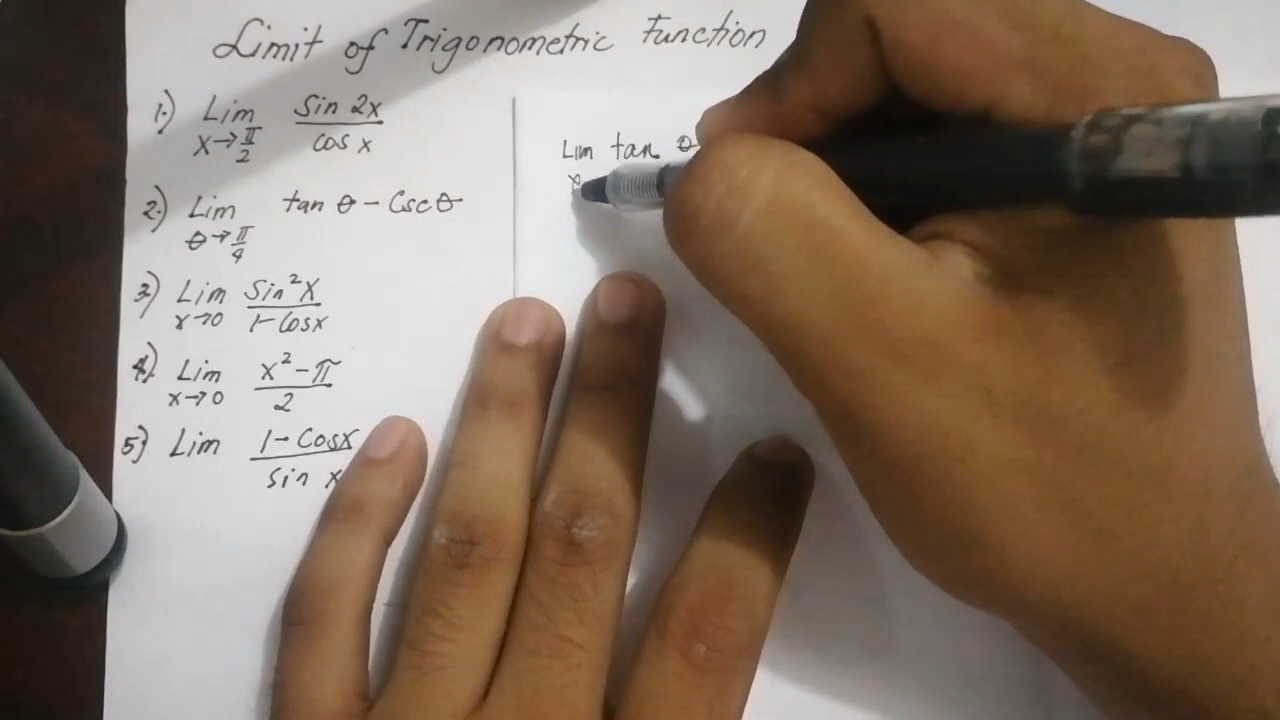 Limit of Trigonometric Function
1.) Lim sin 2x
x→π/2 cos x
2.) Lim tan θ - Csc θ
θ→π/4
3.) Lim Sin²x
x→0 1-Cosx
4.) Lim x²-π
x→0 2
5.) Lim 1-Cosx
sin x
Lim tan θ
x